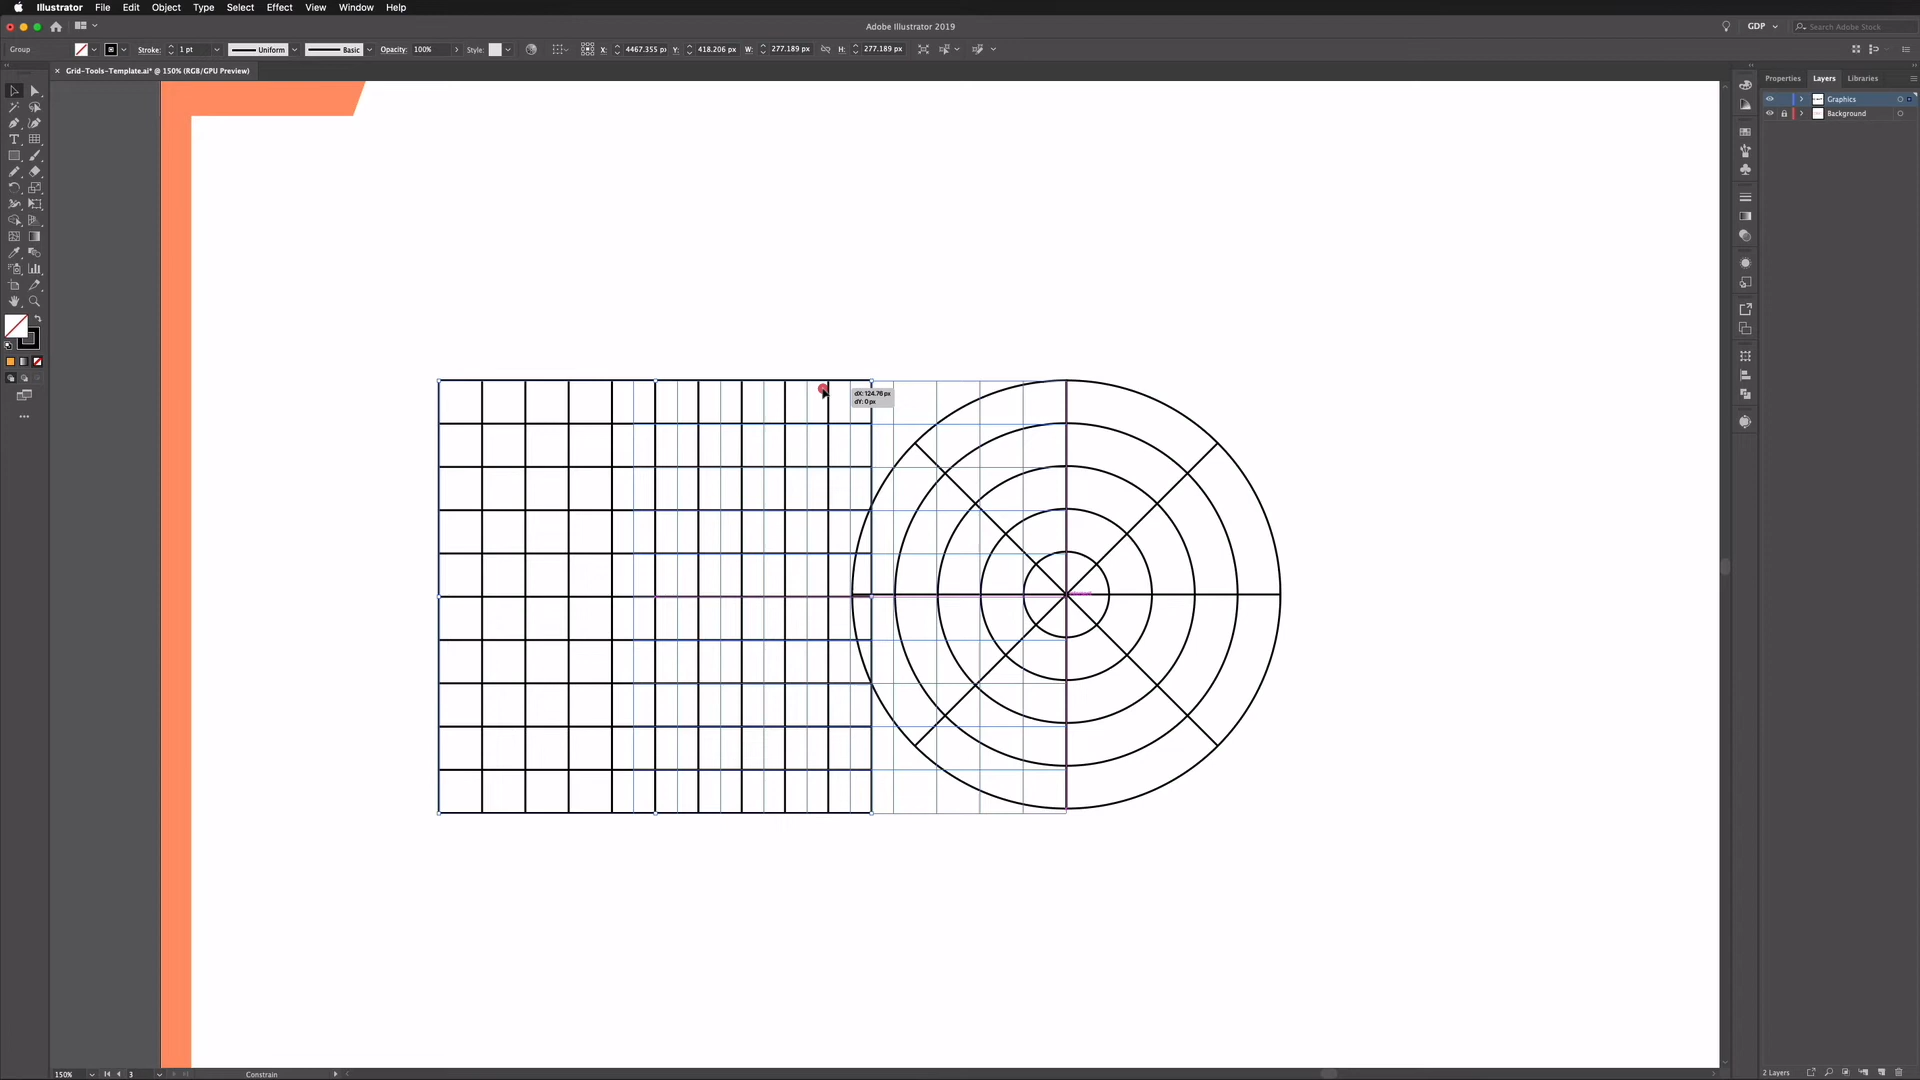 Illustrator File Edit Object Type Select Effect View Window Help
Adobe Illustrator 2019
GDP
Search Adobe Stock
Group
Stroke: 1 pt
Uniform
Basic
Opacity: 100%
Style:
X: 4467.355 p
Y: 418.206 px
W: 277.189 px
H: 277.189 px
Grid-Tools-Template.ai* @ 150% (RGB/GPU Preview)
Properties Layers Libraries
Graphics
Background
dX: 124.76 px
dY: 0 px
150%
3
Constrain
2 Layers